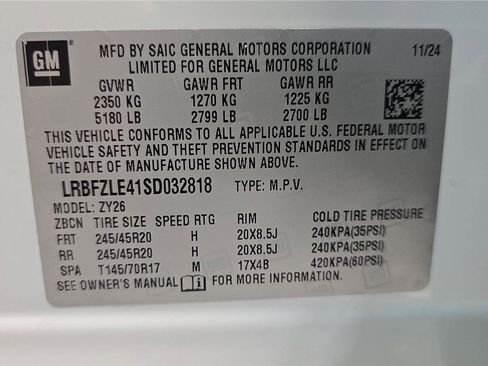 GM
MFD BY SAIC GENERAL MOTORS CORPORATION 11/24
LIMITED FOR GENERAL MOTORS LLC
GVWR GAWR FRT GAWR RR
2350 KG 1270 KG 1225 KG
5180 LB 2799 LB 2700 LB
THIS VEHICLE CONFORMS TO ALL APPLICABLE U.S. FEDERAL MOTOR
VEHICLE SAFETY AND THEFT PREVENTION STANDARDS IN EFFECT ON
THE DATE OF MANUFACTURE SHOWN ABOVE.
LRBFZLE41SD032818 TYPE: M.P.V.
MODEL: ZY26
ZBCN TIRE SIZE SPEED RTG RIM COLD TIRE PRESSURE
FRT 245/45R20 H 20X8.5J 240KPA(35PSI)
RR 245/45R20 H 20X8.5J 240KPA(35PSI)
SPA T145/70R17 M 17X4B 420KPA(60PSI)
SEE OWNER'S MANUAL FOR MORE INFORMATION